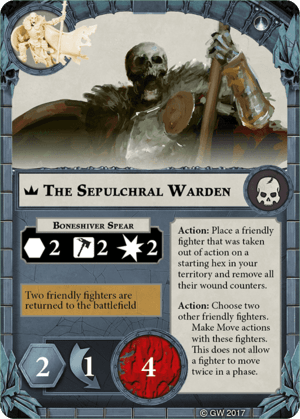 The Sepulchral Warden
Boneshiver Spear
2 2 2
Two friendly fighters are
returned to the battlefield
Action: Place a friendly
fighter that was taken
out of action on a
starting hex in your
territory and remove all
their wound counters.
Action: Choose two
other friendly fighters.
Make Move actions
with these fighters.
This does not allow
a fighter to move
twice in a phase.
2 1 4
© GW 2017